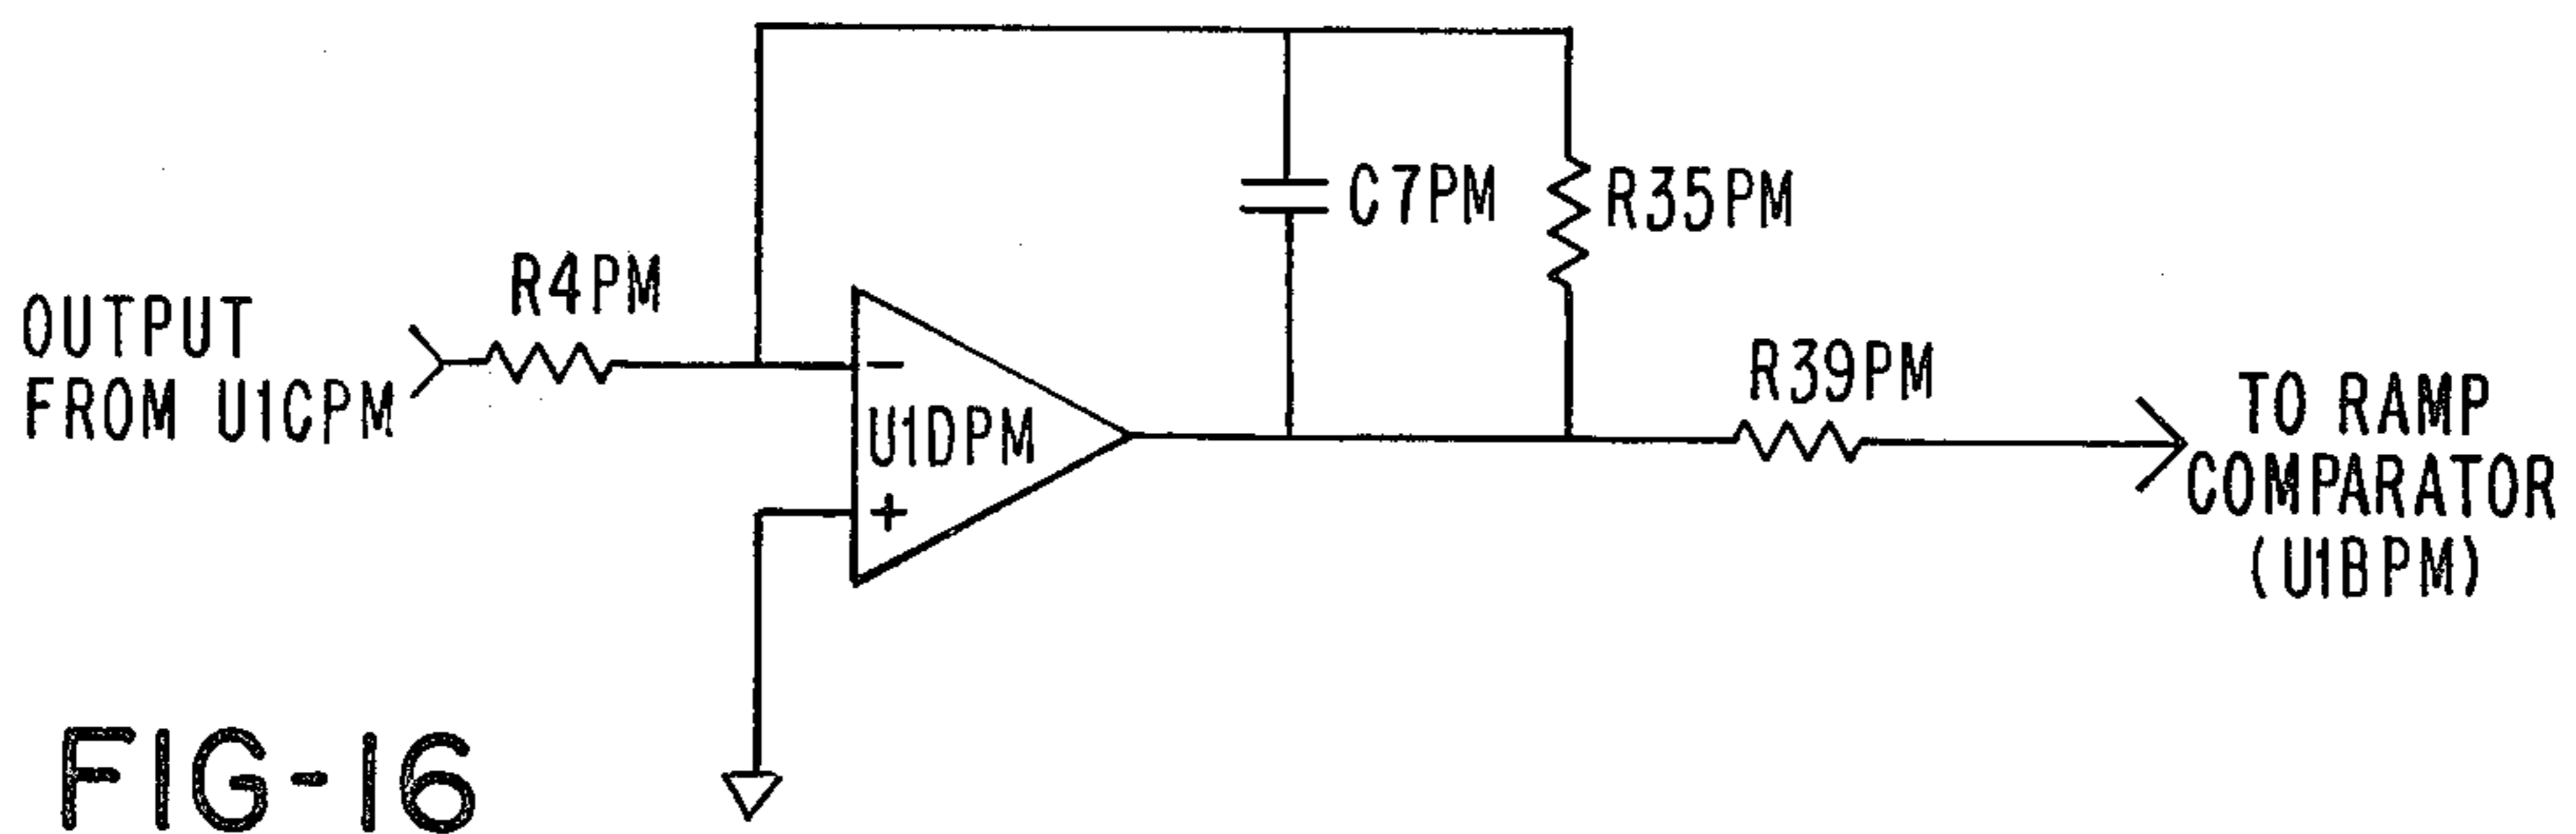 C7PM
R35PM
R4PM
OUTPUT
FROM U1CPM
-
U1DPM
+
R39PM
TO RAMP
COMPARATOR
(U1BPM)
FIG-16